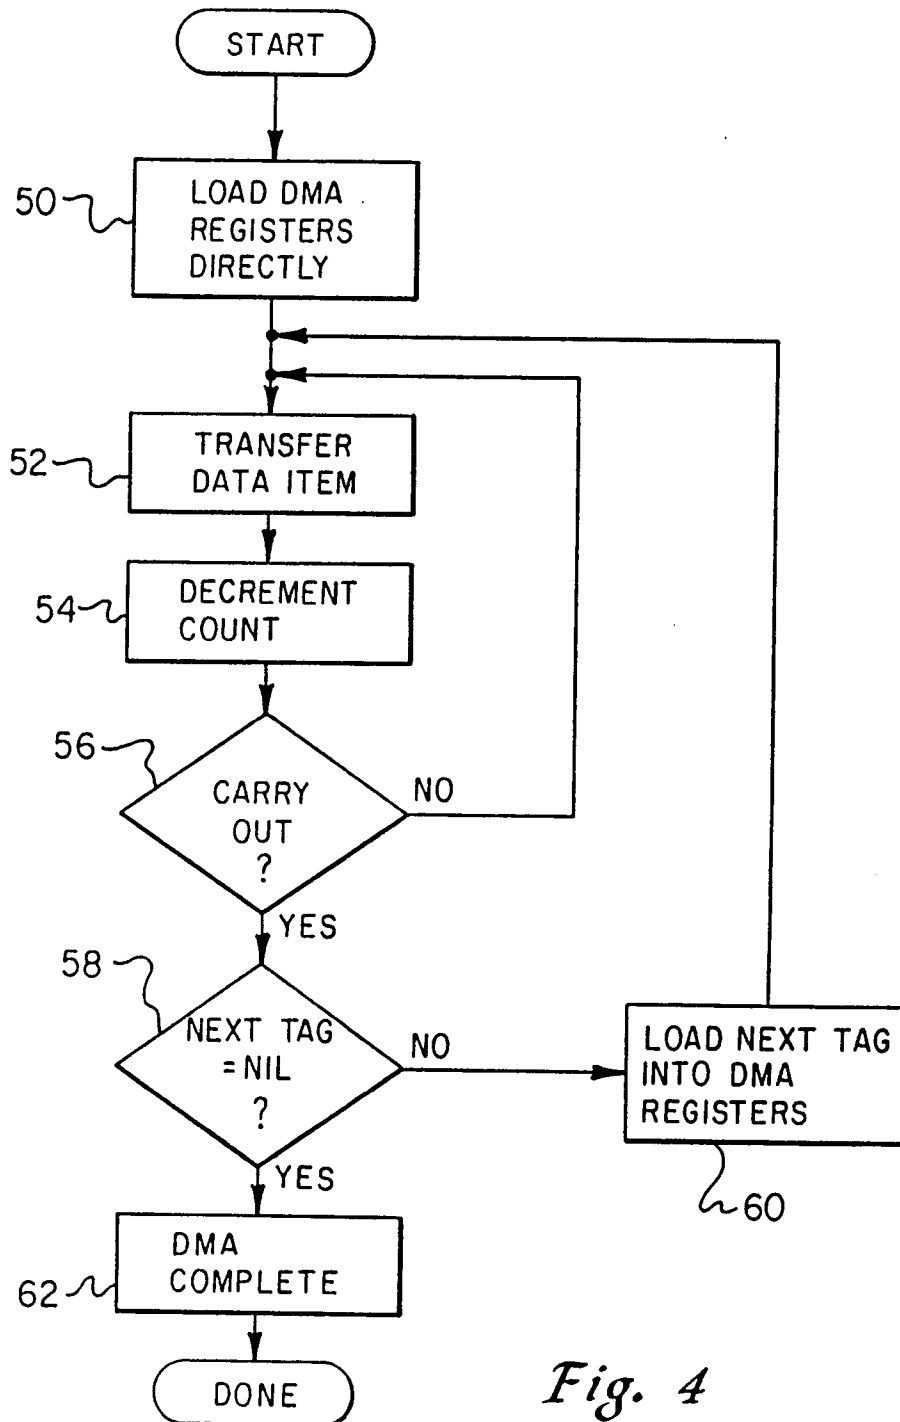 START
50
LOAD DMA
REGISTERS
DIRECTLY
52
TRANSFER
DATA ITEM
54
DECREMENT
COUNT
56
CARRY
OUT
?
NO
YES
58
NEXT TAG
=NIL
?
NO
LOAD NEXT TAG
INTO DMA
REGISTERS
60
YES
62
DMA
COMPLETE
DONE
Fig. 4